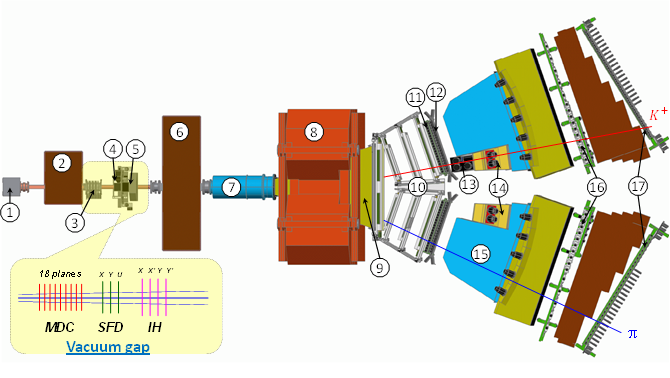 1
2
3
4
5
6
7
8
9
10
11
12
13
14
15
16
17
K+
π
18 planes
X Y U
X X' Y Y'
MDC
SFD
IH
Vacuum gap